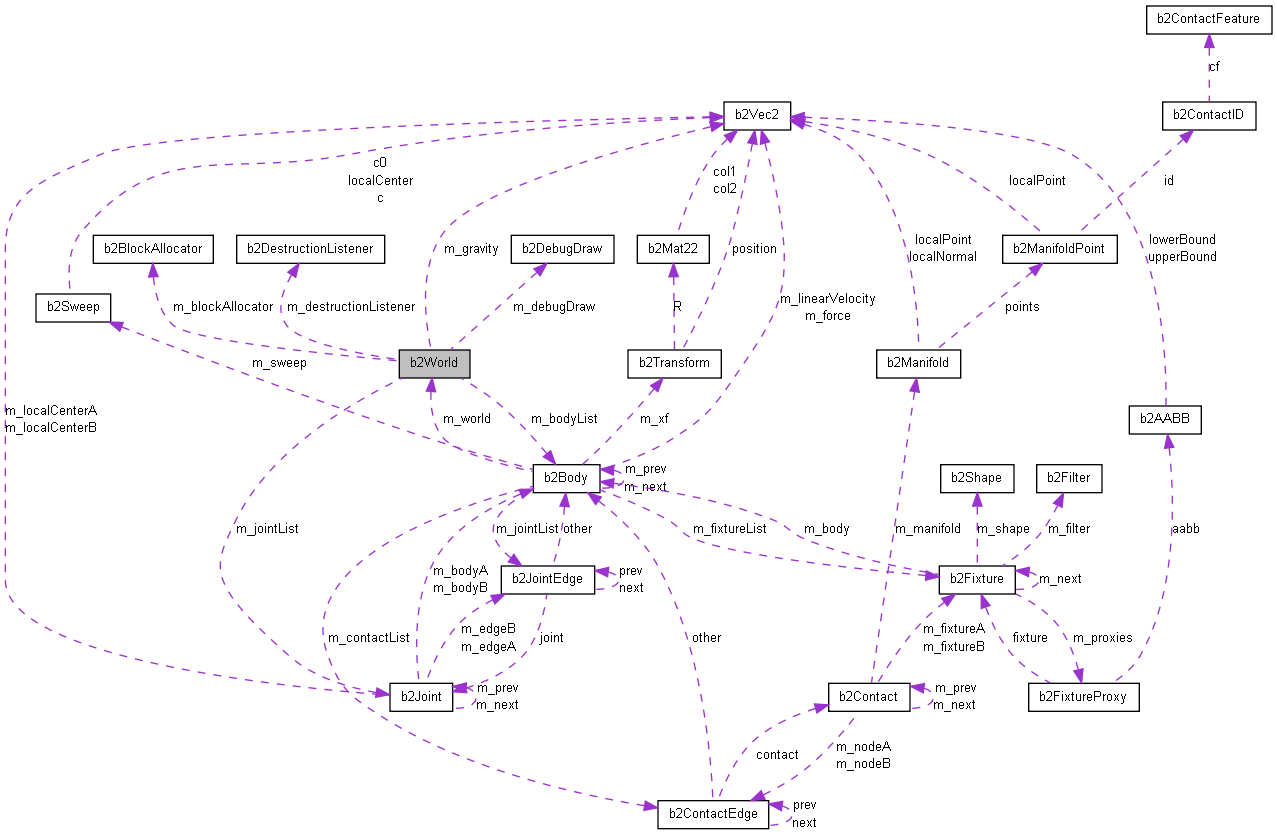 b2ContactFeature
cf
b2Vec2
b2ContactID
c0
localCenter
c
col1
col2
localPoint
id
b2BlockAllocator
b2DestructionListener
m_gravity
b2DebugDraw
b2Mat22
position
localPoint
localNormal
b2ManifoldPoint
lowerBound
upperBound
b2Sweep
m_blockAllocator
m_destructionListener
m_debugDraw
R
m_linearVelocity
m_force
points
m_sweep
b2World
b2Transform
b2Manifold
m_localCenterA
m_localCenterB
m_world
m_bodyList
m_xf
b2AABB
b2Body
m_prev
m_next
b2Shape
b2Filter
m_jointList
m_jointList
other
m_fixtureList
m_body
m_manifold
m_shape
m_filter
aabb
m_bodyA
m_bodyB
b2JointEdge
prev
next
b2Fixture
m_next
m_contactList
m_edgeB
m_edgeA
joint
other
m_fixtureA
m_fixtureB
fixture
m_proxies
b2Joint
m_prev
m_next
b2Contact
m_prev
m_next
b2FixtureProxy
contact
m_nodeA
m_nodeB
b2ContactEdge
prev
next